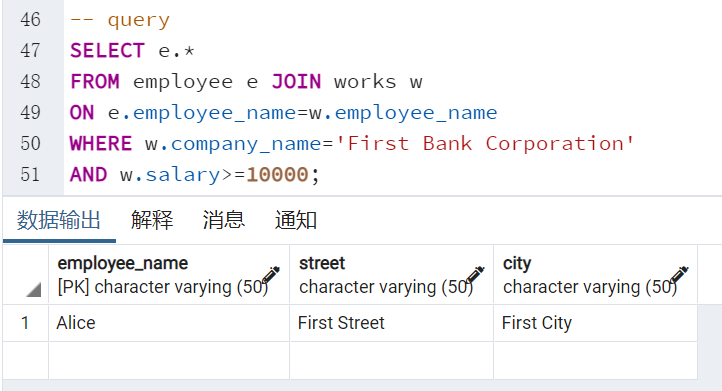 46 -- query
47 SELECT e.*
48 FROM employee e JOIN works w
49 ON e.employee_name=w.employee_name
50 WHERE w.company_name='First Bank Corporation'
51 AND w.salary>=10000;
数据输出 解释 消息 通知
employee_name street city
[PK] character varying (50) character varying (50) character varying (50)
1 Alice First Street First City